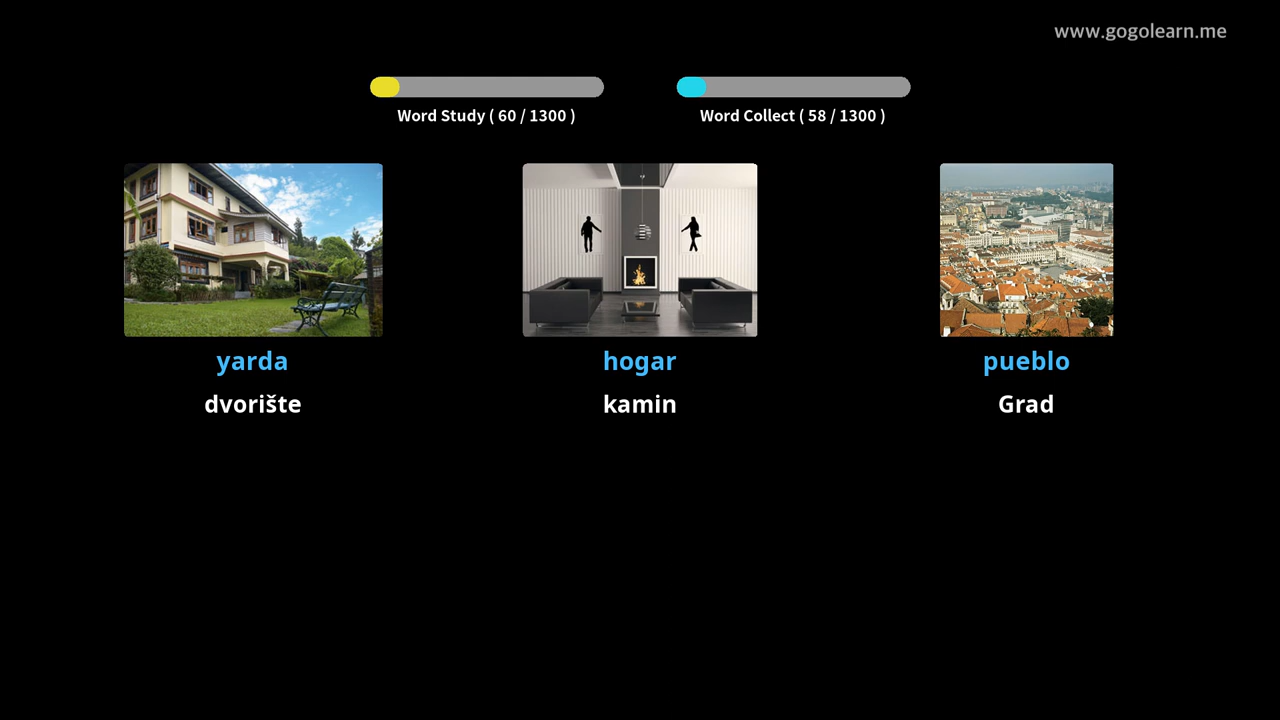 www.gogolearn.me
Word Study ( 60 / 1300 )
Word Collect ( 58 / 1300 )
yarda
hogar
pueblo
dvorište
kamin
Grad